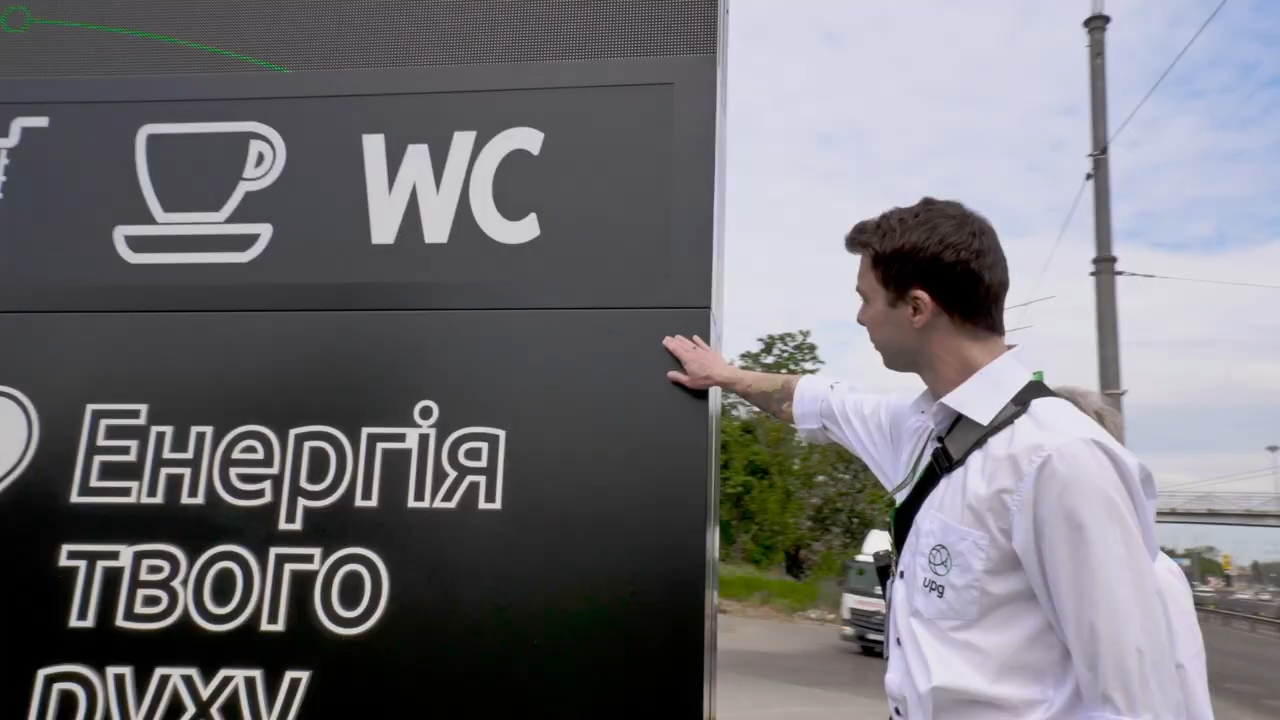 WC
Енергія
твого
духу
upg